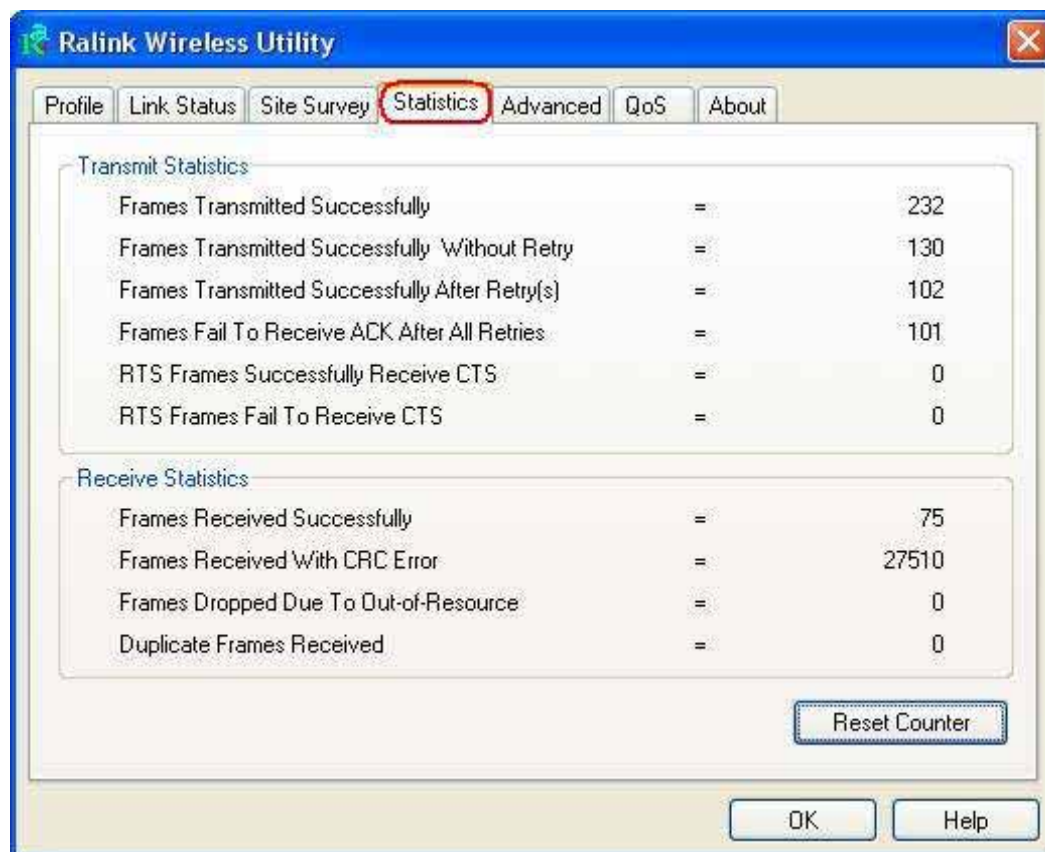 Ralink Wireless Utility
Profile Link Status Site Survey Statistics Advanced QoS About
Transmit Statistics
Frames Transmitted Successfully = 232
Frames Transmitted Successfully Without Retry = 130
Frames Transmitted Successfully After Retry(s) = 102
Frames Fail To Receive ACK After All Retries = 101
RTS Frames Successfully Receive CTS = 0
RTS Frames Fail To Receive CTS = 0
Receive Statistics
Frames Received Successfully = 75
Frames Received With CRC Error = 27510
Frames Dropped Due To Out-of-Resource = 0
Duplicate Frames Received = 0
Reset Counter
OK Help